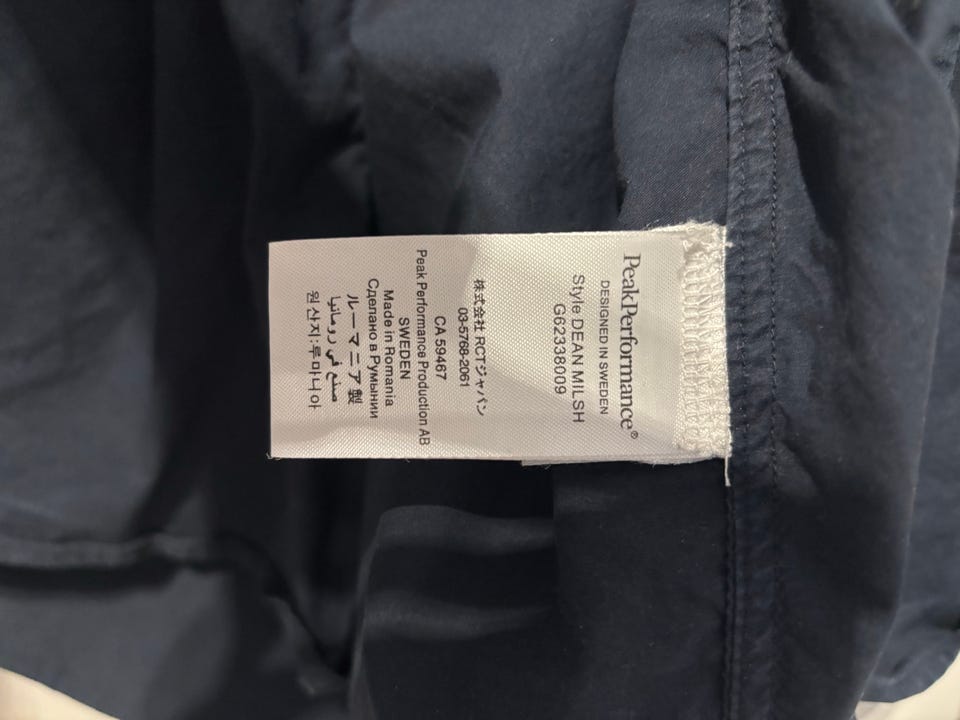 PeakPerformance®
DESIGNED IN SWEDEN
Style DEAN MILSH
G62338009
株式会社 RCTジャパン
03-5768-2061
CA 59467
Peak Performance Production AB
SWEDEN
Made in Romania
Сделано в Румынии
ルーマニア製
صنع في رومانيا
원산지:루마니아